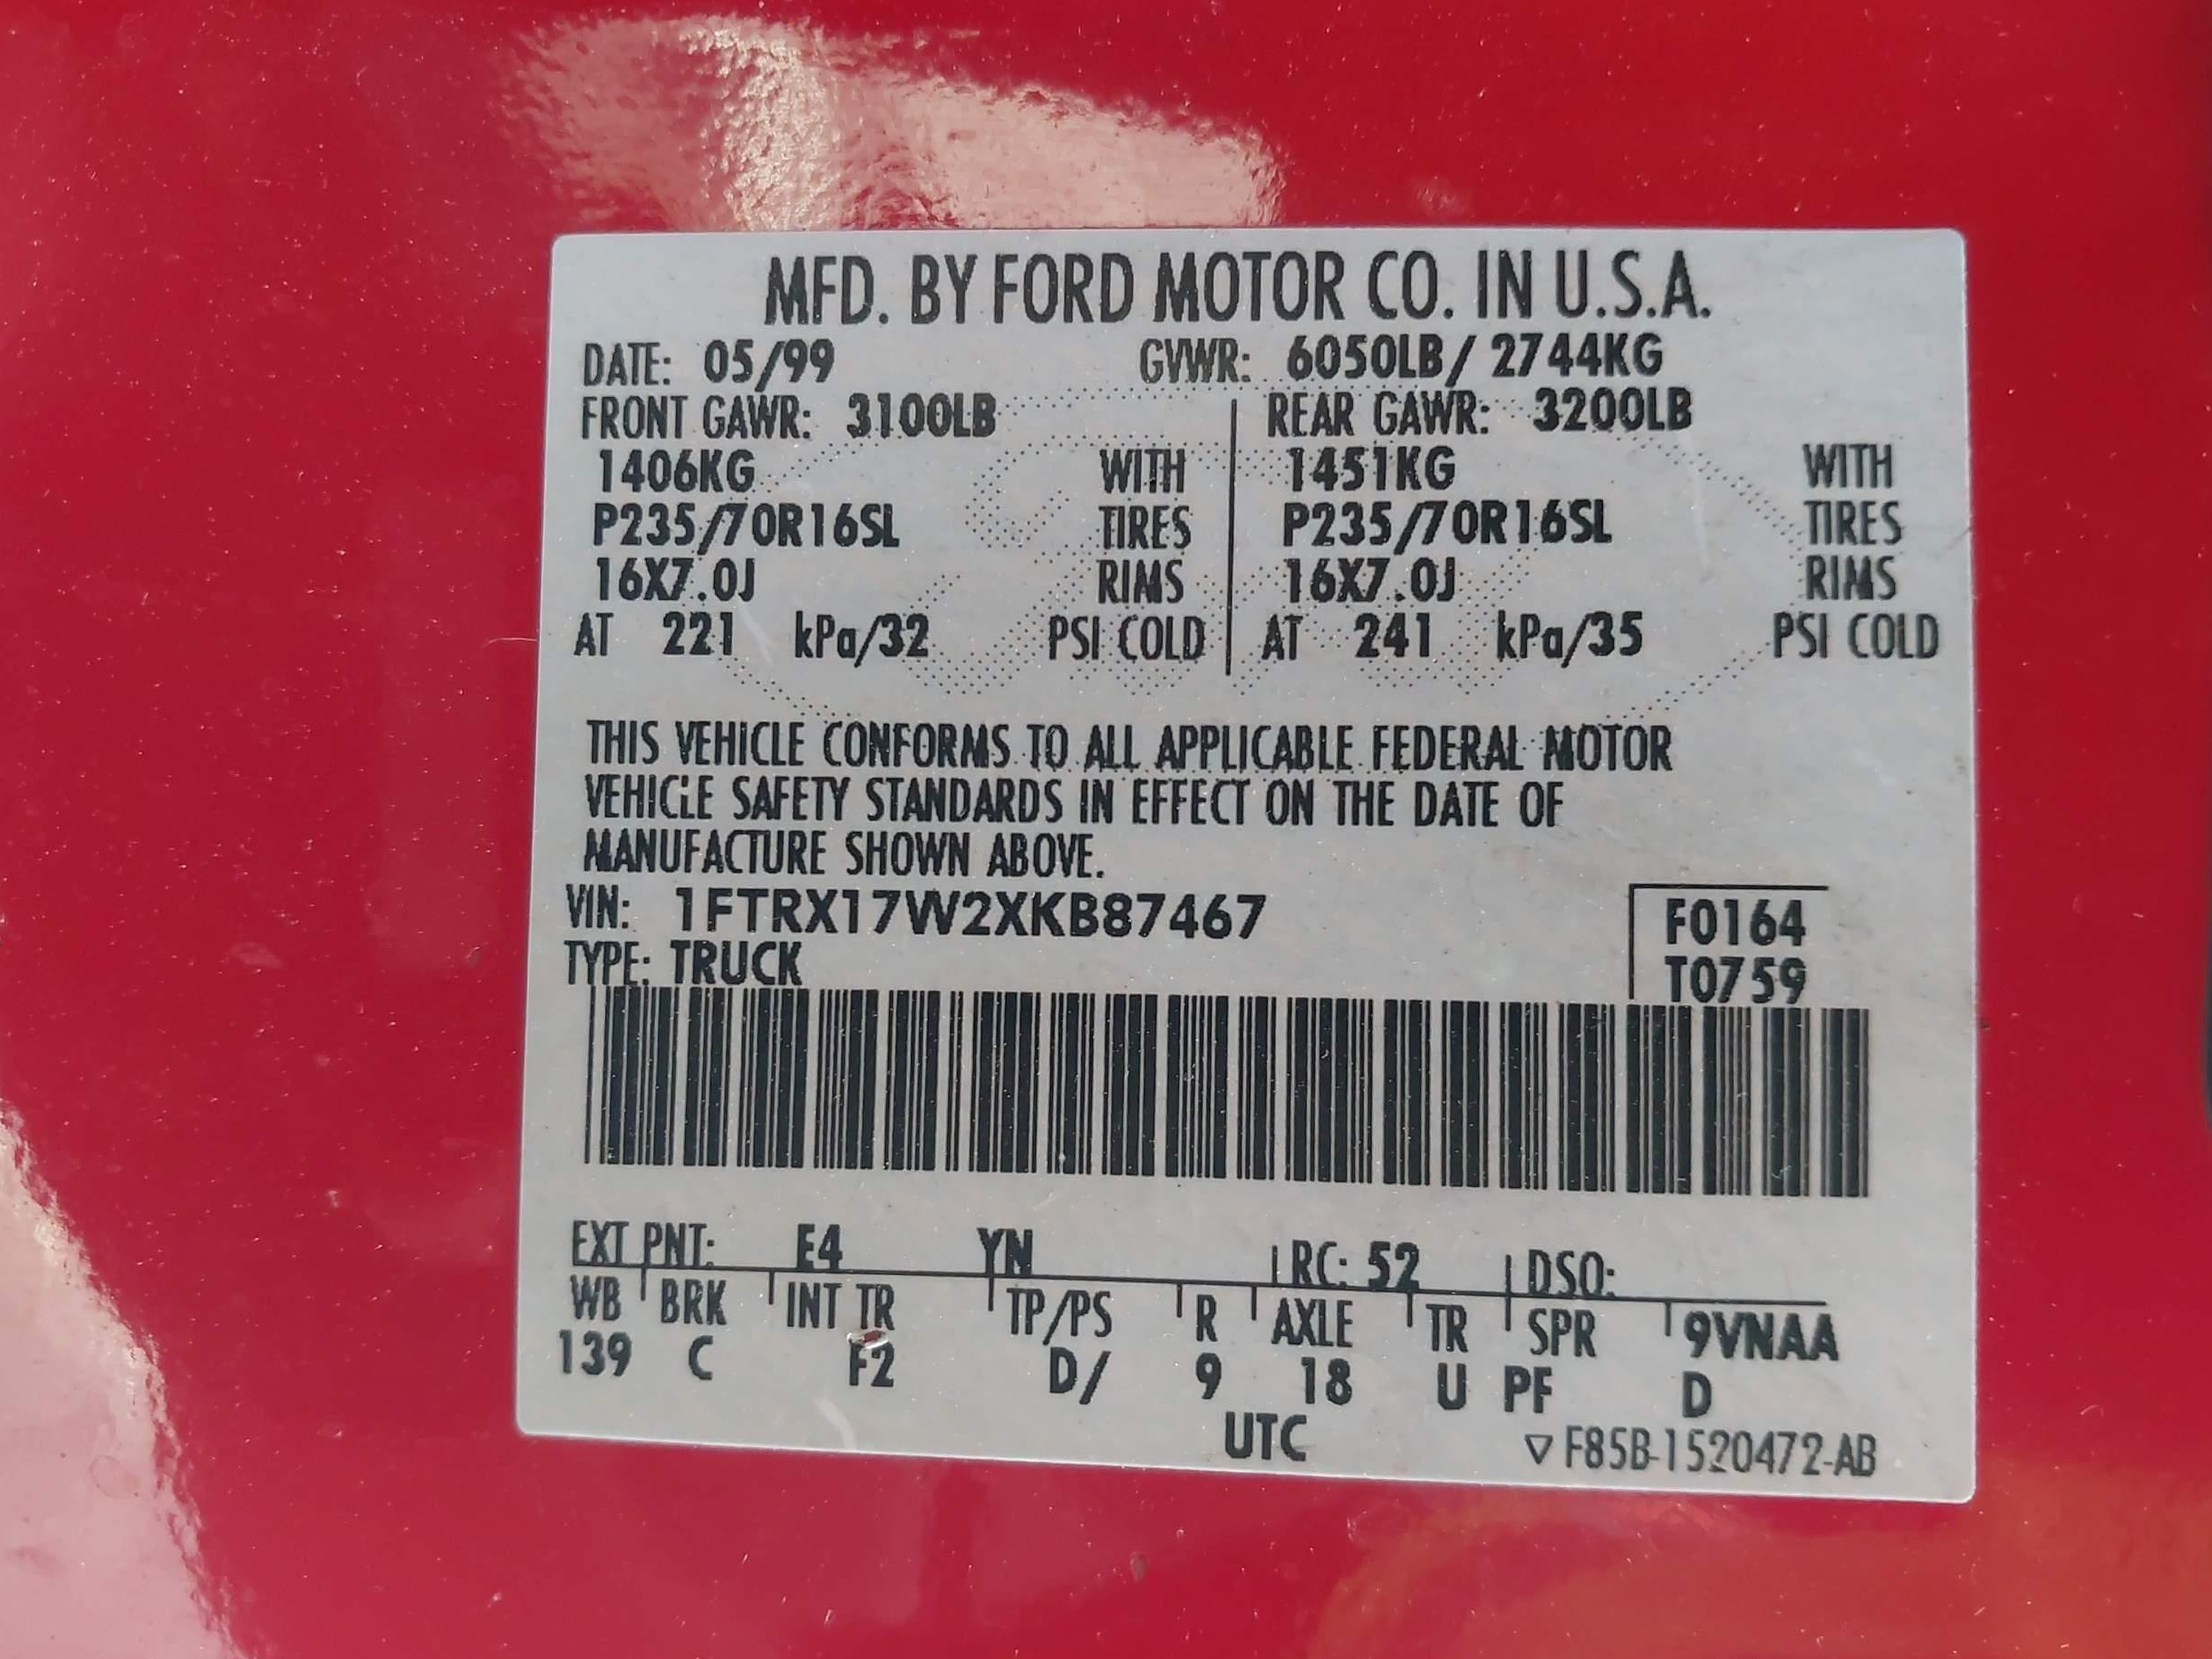 MFD. BY FORD MOTOR CO. IN U.S.A.
DATE: 05/99 GVWR: 6050LB/ 2744KG
FRONT GAWR: 3100LB REAR GAWR: 3200LB
1406KG WITH 1451KG WITH
P235/70R16SL TIRES P235/70R16SL TIRES
16X7.0J RIMS 16X7.0J RIMS
AT 221 kPa/32 PSI COLD AT 241 kPa/35 PSI COLD
THIS VEHICLE CONFORMS TO ALL APPLICABLE FEDERAL MOTOR
VEHICLE SAFETY STANDARDS IN EFFECT ON THE DATE OF
MANUFACTURE SHOWN ABOVE.
VIN: 1FTRX17W2XKB87467 F0164
TYPE: TRUCK T0759
EXT PNT: E4 YN RC: 52 DSO:
WB BRK INT TR TP/PS R AXLE TR SPR 9VNAA
139 C F2 D/ 9 18 U PF D
UTC ▽ F85B-1520472-AB